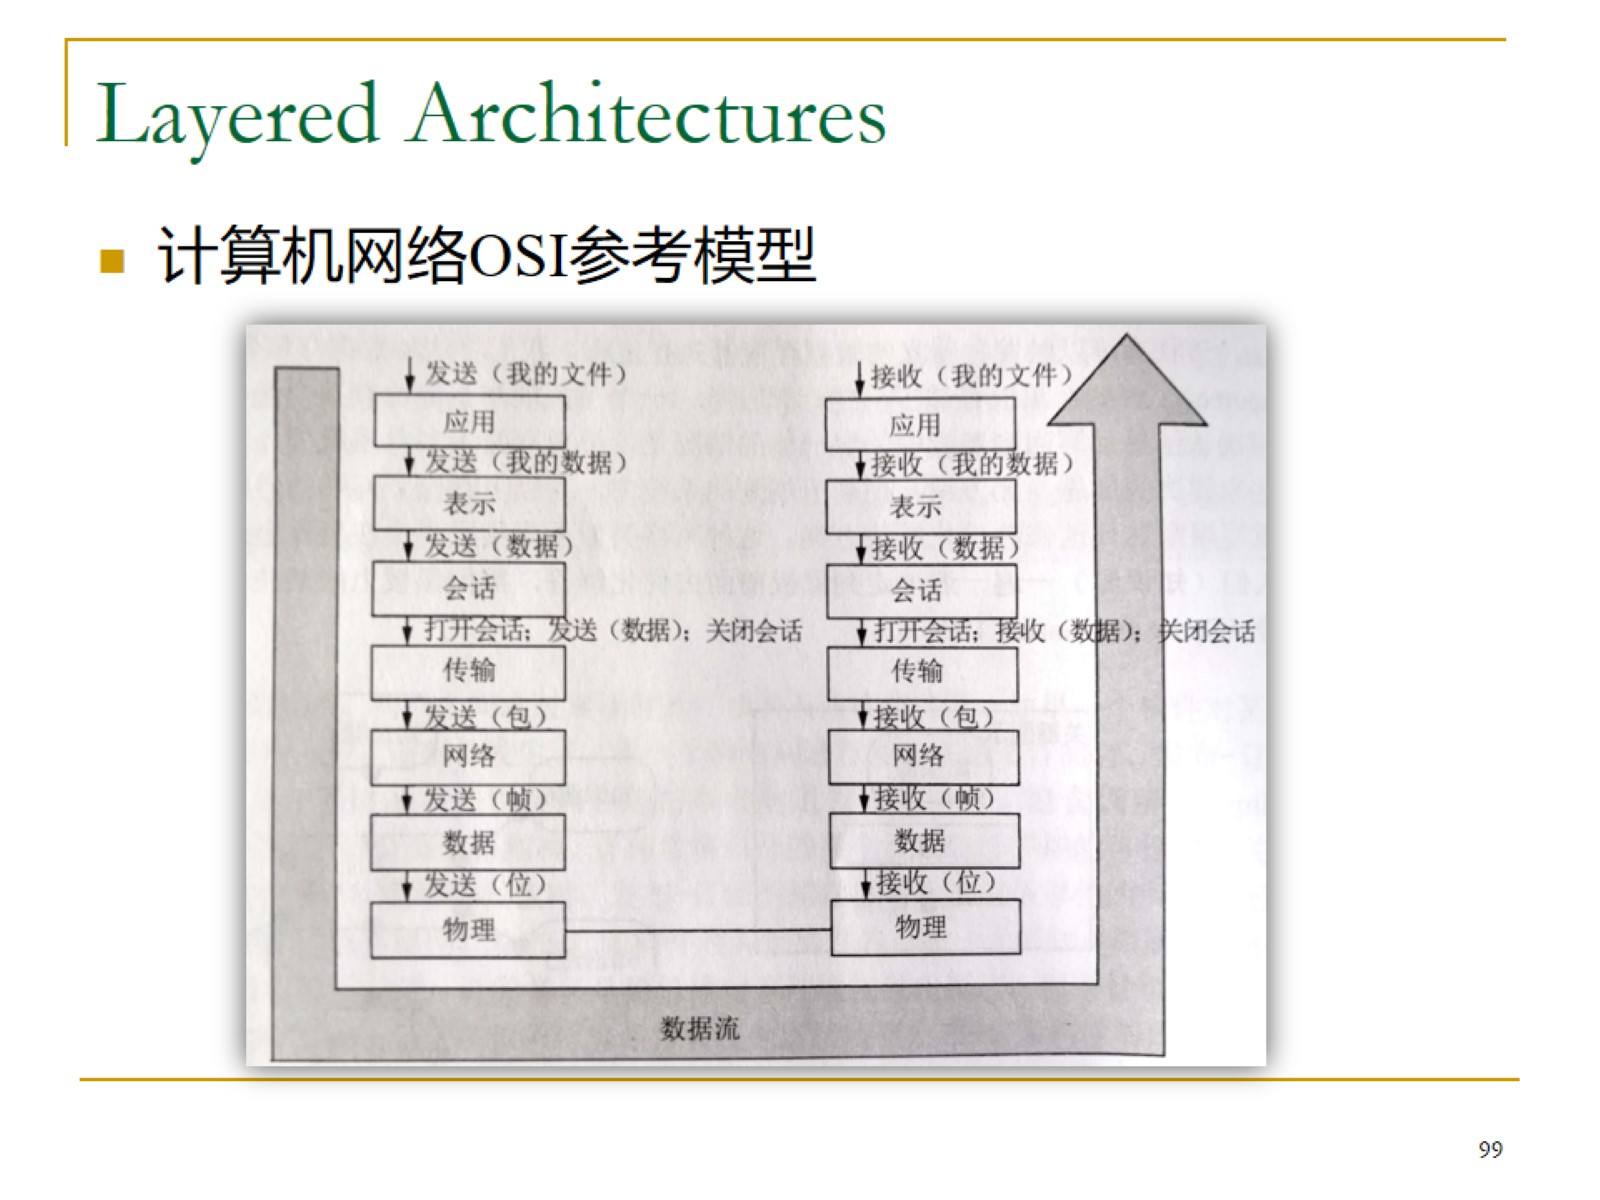 Layered Architectures
计算机网络OSI参考模型
发送（我的文件）
应用
发送（我的数据）
表示
发送（数据）
会话
打开会话；发送（数据）；关闭会话
传输
发送（包）
网络
发送（帧）
数据
发送（位）
物理
接收（我的文件）
应用
接收（我的数据）
表示
接收（数据）
会话
打开会话；接收（数据）；关闭会话
传输
接收（包）
网络
接收（帧）
数据
接收（位）
物理
数据流
99